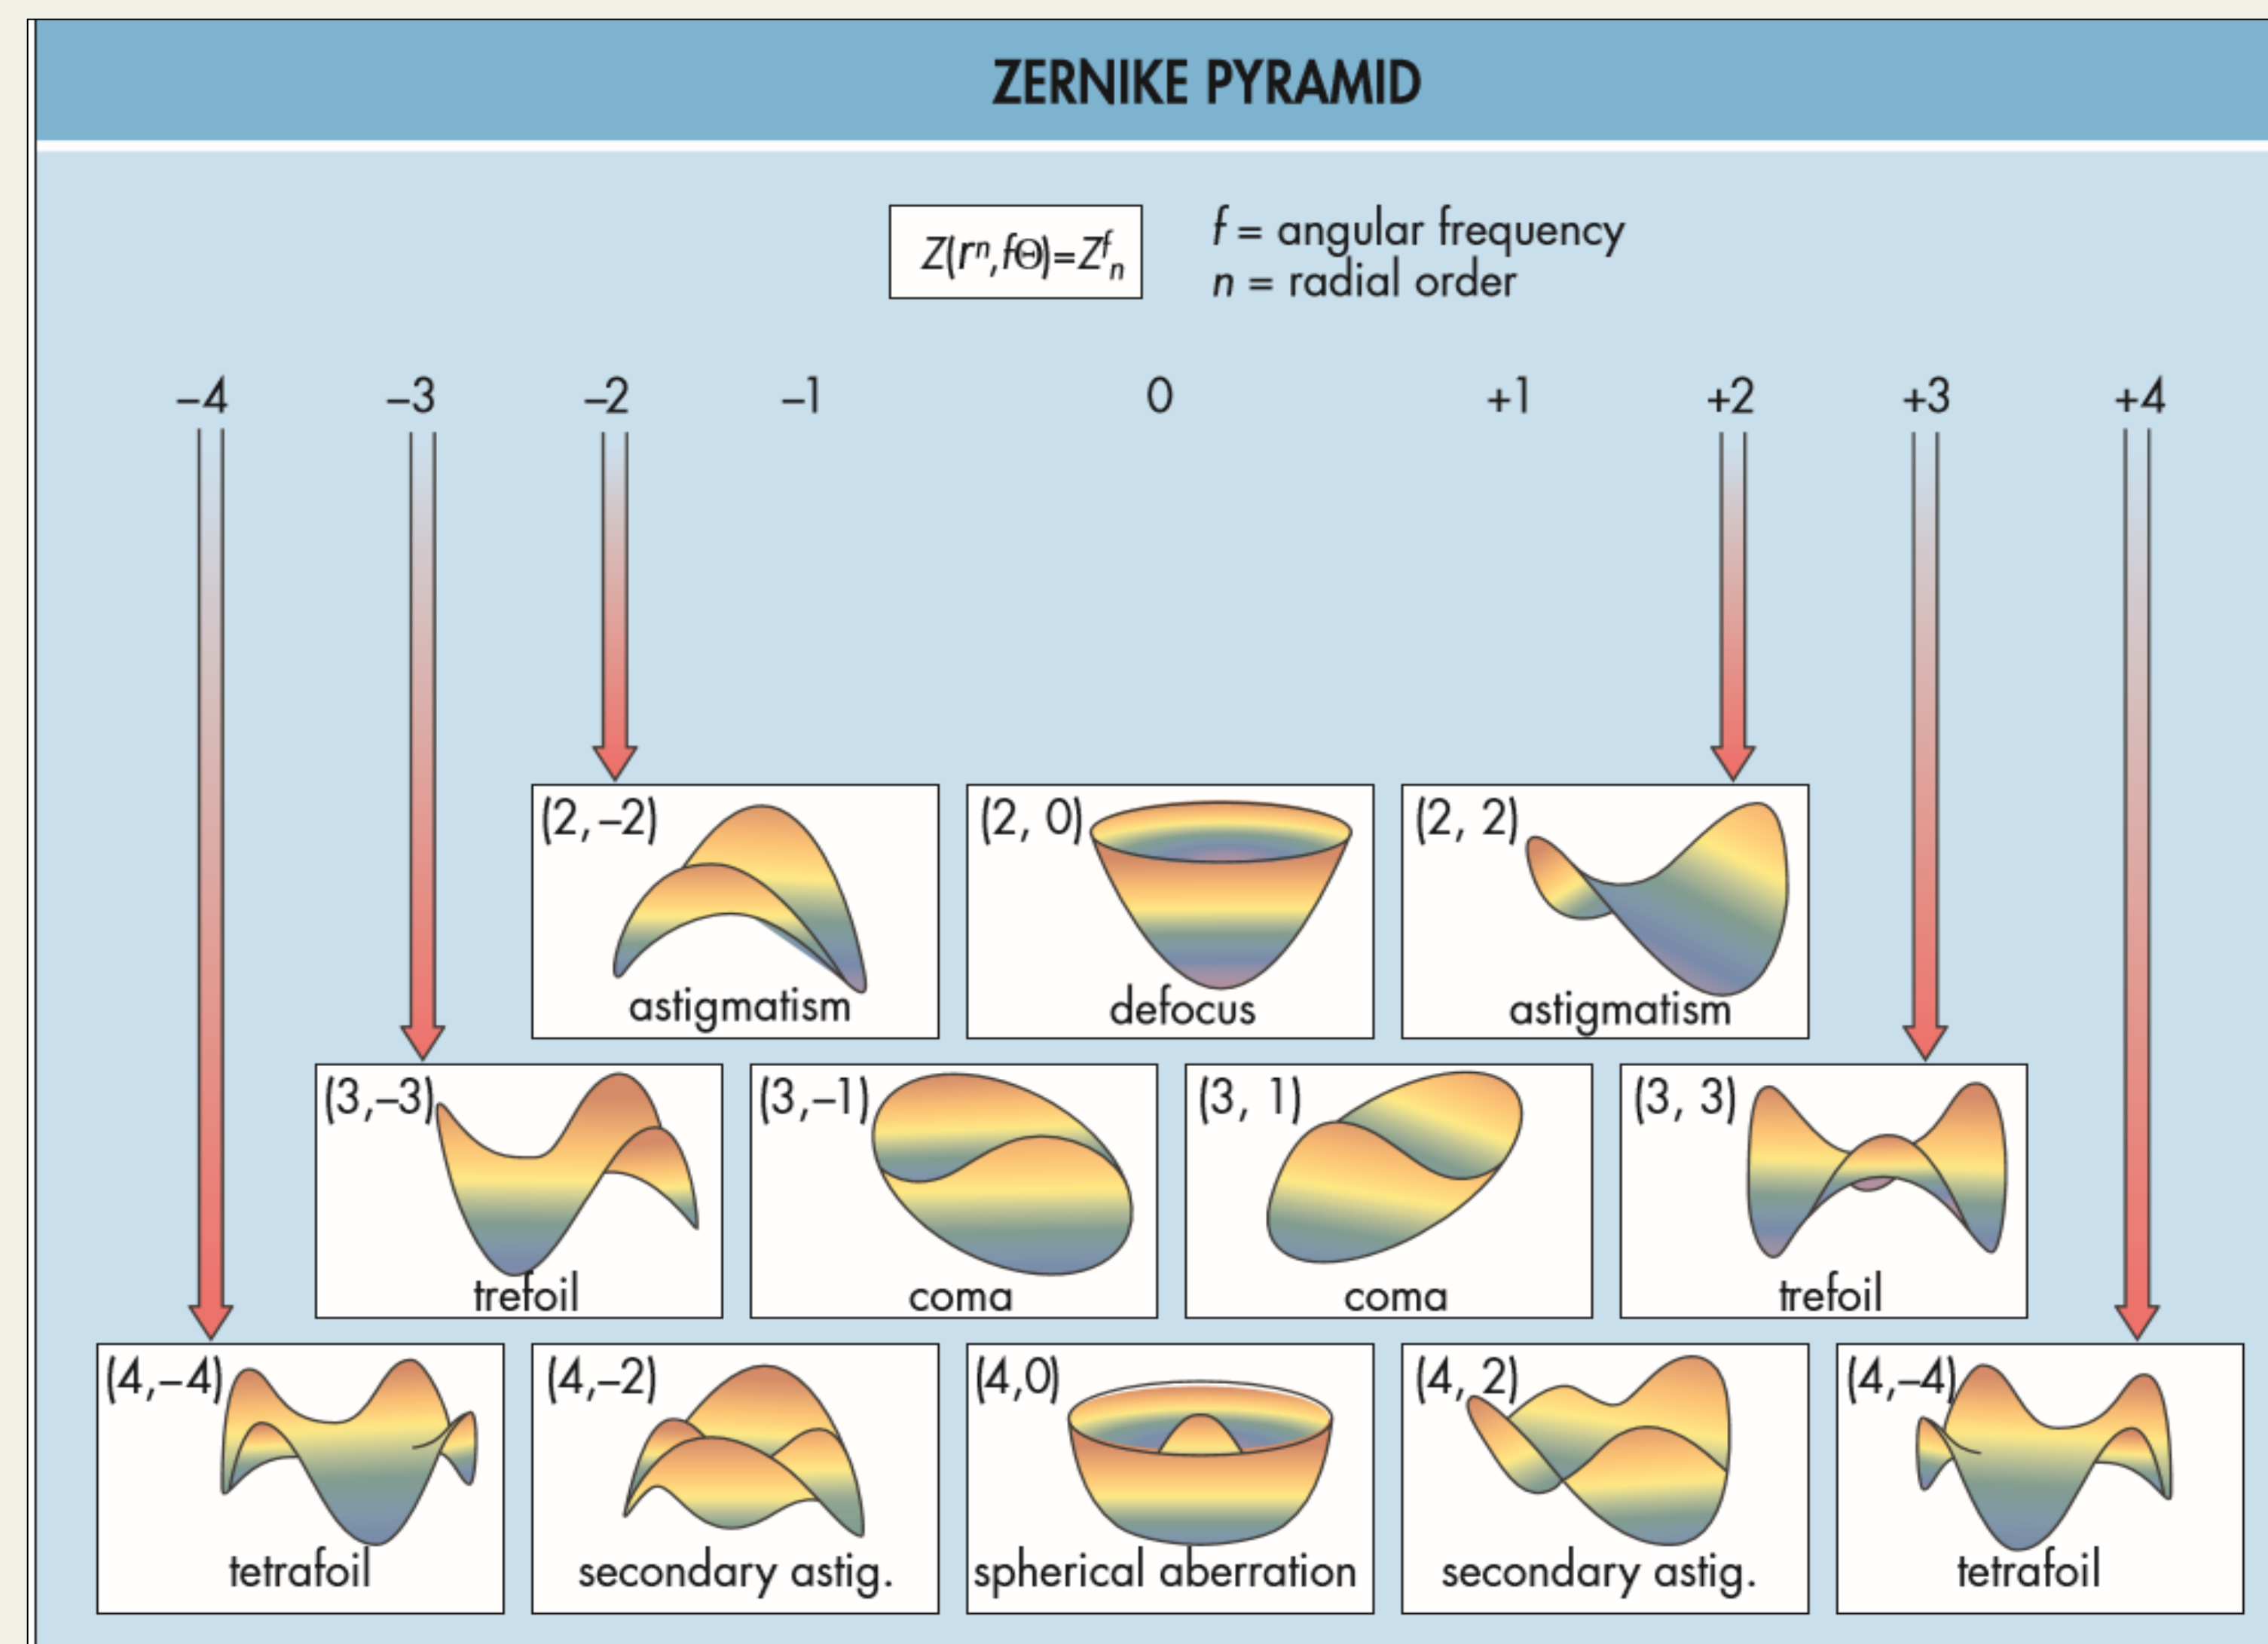 ZERNIKE PYRAMID
Z(rⁿ,fΘ)=Zᶠₙ
f = angular frequency
n = radial order
–4 –3 –2 –1 0 +1 +2 +3 +4
(2,–2) (2, 0) (2, 2)
astigmatism defocus astigmatism
(3,–3) (3,–1) (3, 1) (3, 3)
trefoil coma coma trefoil
(4,–4) (4,–2) (4,0) (4, 2) (4,–4)
tetrafoil secondary astig. spherical aberration secondary astig. tetrafoil